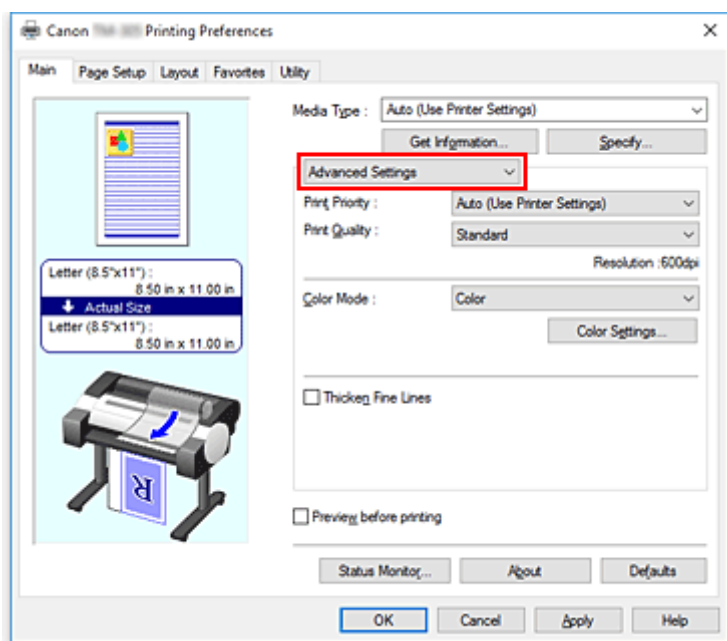 Canon Printing Preferences
Main Page Setup Layout Favorites Utility
Media Type : Auto (Use Printer Settings)
Get Information... Specify...
Advanced Settings
Print Priority : Auto (Use Printer Settings)
Print Quality : Standard
Resolution :600dpi
Letter (8.5"x11") :
8.50 in x 11.00 in
Actual Size
Letter (8.5"x11") :
8.50 in x 11.00 in
Color Mode : Color
Color Settings...
Thicken Fine Lines
R
Preview before printing
Status Monitor... About Defaults
OK Cancel Apply Help